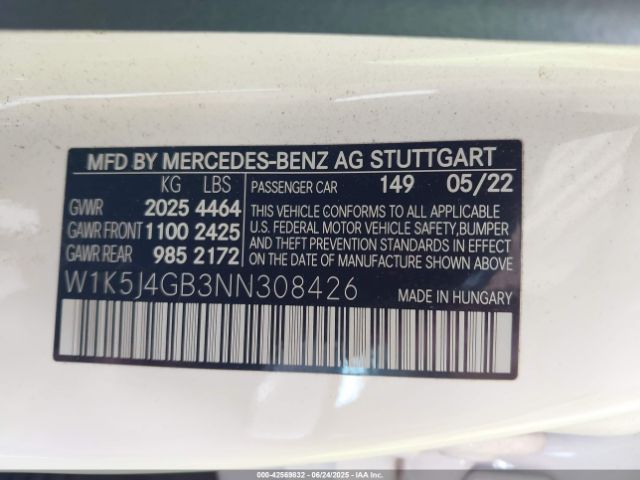 MFD BY MERCEDES-BENZ AG STUTTGART
KG LBS
GVWR 2025 4464
GAWR FRONT 1100 2425
GAWR REAR 985 2172
PASSENGER CAR 149 05/22
THIS VEHICLE CONFORMS TO ALL APPLICABLE
U.S. FEDERAL MOTOR VEHICLE SAFETY,BUMPER
AND THEFT PREVENTION STANDARDS IN EFFECT
ON THE DATE OF MANUFACTURE SHOWN ABOVE.
W1K5J4GB3NN308426 MADE IN HUNGARY
000-42569832 - 06/24/2025 - IAAI.COM